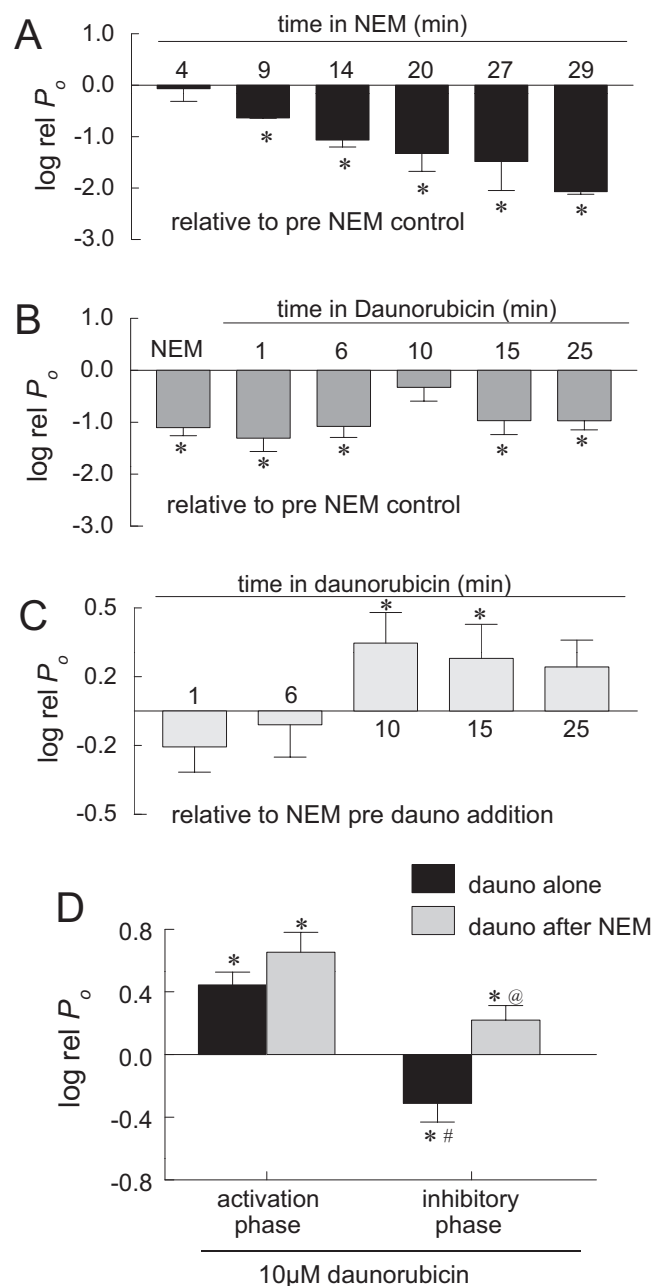 A
time in NEM (min)
1.0
4 9 14 20 27 29
0.0
* * * * *
-1.0
-2.0
-3.0
log rel Po
relative to pre NEM control
B
time in Daunorubicin (min)
1.0
NEM 1 6 10 15 25
0.0
* * * * *
-1.0
-2.0
-3.0
log rel Po
relative to pre NEM control
C
time in daunorubicin (min)
0.5
* *
0.2
1 6
10 15 25
-0.2
-0.5
log rel Po
relative to NEM pre dauno addition
D
dauno alone
dauno after NEM
0.8
* *
0.4
* @
0.0
-0.4
* #
-0.8
log rel Po
activation
phase
inhibitory
phase
10μM daunorubicin